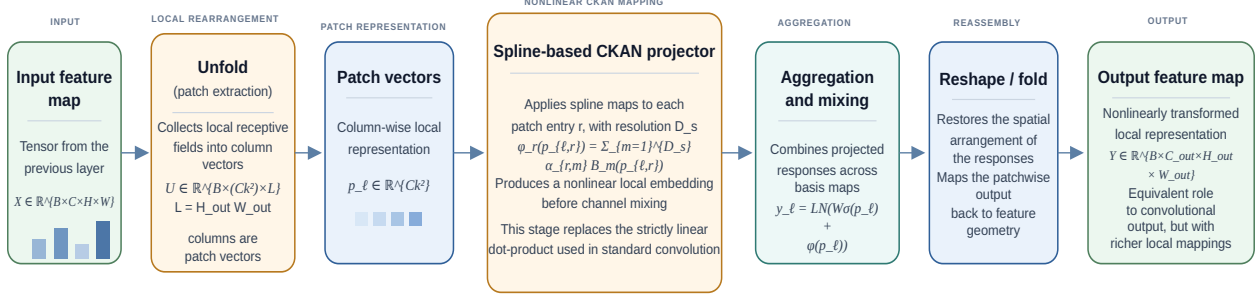 INPUT
Input feature
map
Tensor from the
previous layer
X ∈ ℝ^{B×C×H×W}
LOCAL REARRANGEMENT
Unfold
(patch extraction)
Collects local receptive
fields into column
vectors
U ∈ ℝ^{B×(Ck²)×L}
L = H_out W_out
columns are
patch vectors
PATCH REPRESENTATION
Patch vectors
Column-wise local
representation
p_ℓ ∈ ℝ^{Ck²}
NONLINEAR CKAN MAPPING
Spline-based CKAN projector
Applies spline maps to each
patch entry r, with resolution D_s
φ_r(p_{ℓ,r}) = Σ_{m=1}^{D_s}
α_{r,m} B_m(p_{ℓ,r})
Produces a nonlinear local embedding
before channel mixing
This stage replaces the strictly linear
dot-product used in standard convolution
AGGREGATION
Aggregation
and mixing
Combines projected
responses across
basis maps
y_ℓ = LN(Wσ(p_ℓ)
+
φ(p_ℓ))
REASSEMBLY
Reshape / fold
Restores the spatial
arrangement of
the responses
Maps the patchwise
output
back to feature
geometry
OUTPUT
Output feature map
Nonlinearly transformed
local representation
Y ∈ ℝ^{B×C_out×H_out
× W_out}
Equivalent role
to convolutional
output, but with
richer local mappings